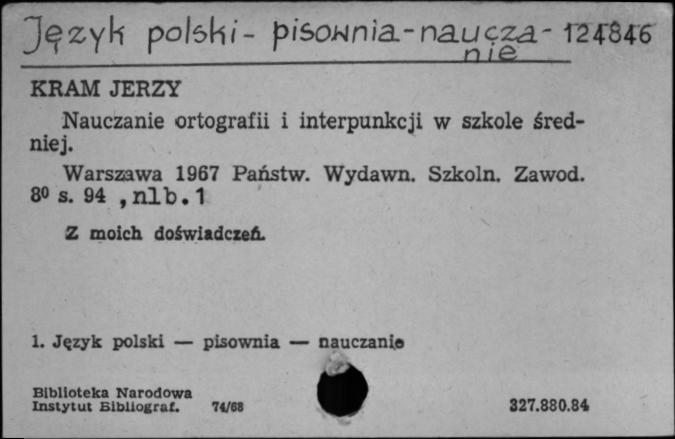 Język polski - pisownia - naucza- 124846
nie
KRAM JERZY
Nauczanie ortografii i interpunkcji w szkole śred-
niej.
Warszawa 1967 Państw. Wydawn. Szkoln. Zawod.
8⁰ s. 94 , nlb. 1
Z moich doświadczeń.
1. Język polski — pisownia — nauczanie
Biblioteka Narodowa
Instytut Bibliograf. 74/68 327.880.84